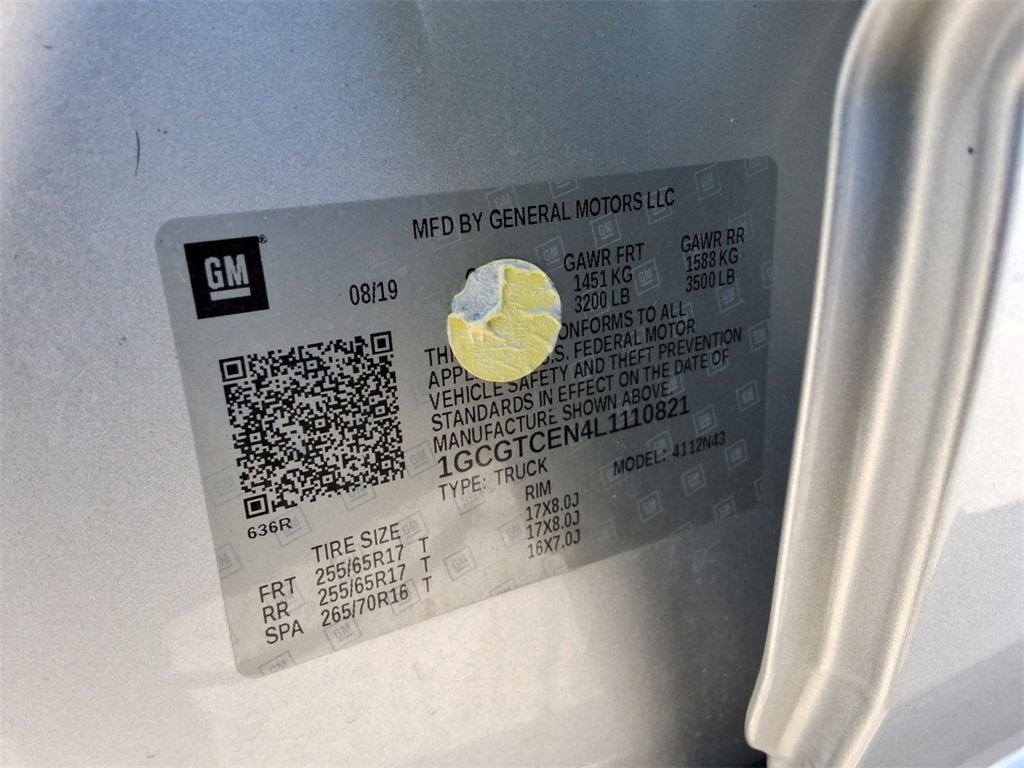 MFD BY GENERAL MOTORS LLC
GM
08/19
GAWR FRT
1451 KG
3200 LB
GAWR RR
1588 KG
3500 LB
CONFORMS TO ALL
FEDERAL MOTOR
VEHICLE SAFETY AND THEFT PREVENTION
STANDARDS IN EFFECT ON THE DATE OF
MANUFACTURE SHOWN ABOVE.
1GCGTCEN4L1110821
TYPE: TRUCK MODEL: 4112N43
636R
TIRE SIZE RIM
FRT 255/65R17 T 17X8.0J
RR 255/65R17 T 17X8.0J
SPA 265/70R16 T 16X7.0J